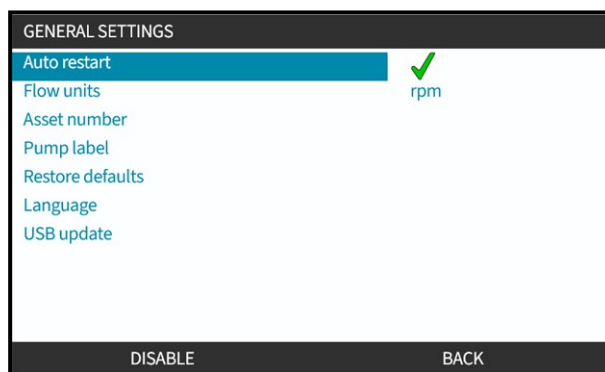 GENERAL SETTINGS
Auto restart
Flow units rpm
Asset number
Pump label
Restore defaults
Language
USB update
DISABLE BACK